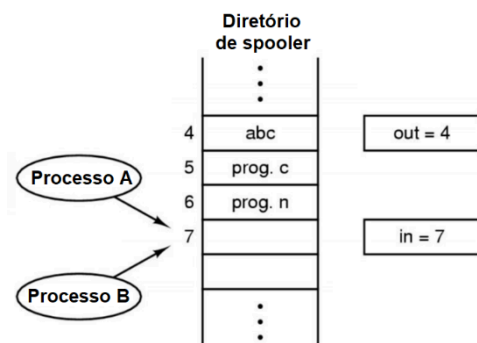 Diretório
de spooler
4 abc out = 4
5 prog. c
Processo A
6 prog. n
7 in = 7
Processo B